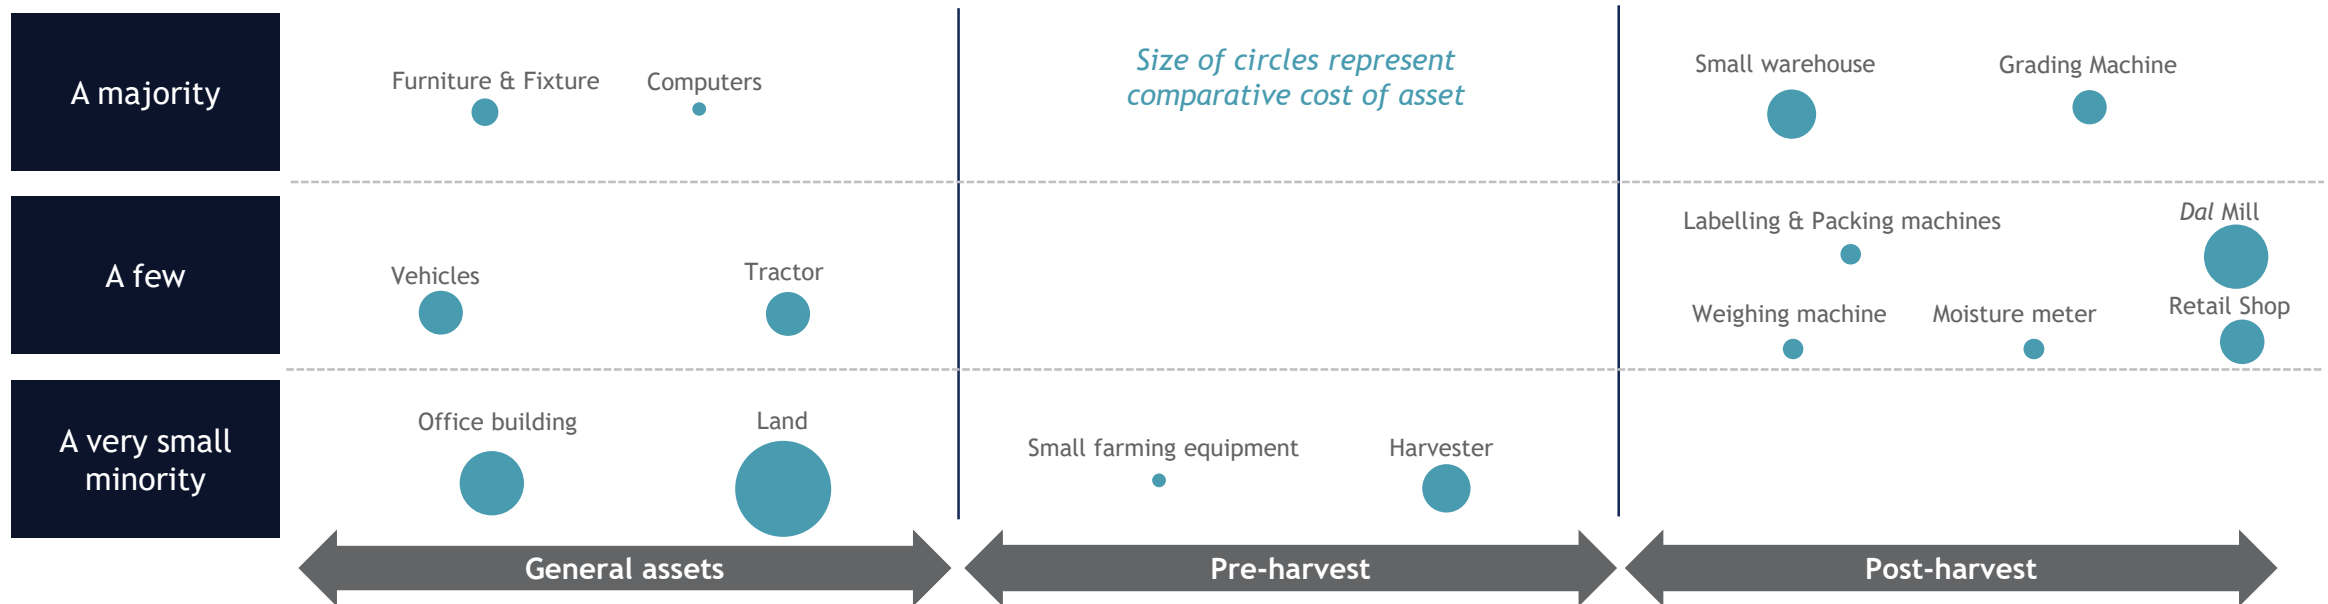 A majority
Furniture & Fixture
Computers
Size of circles represent
comparative cost of asset
Small warehouse
Grading Machine
A few
Vehicles
Tractor
Labelling & Packing machines
Dal Mill
Weighing machine
Moisture meter
Retail Shop
A very small
minority
Office building
Land
Small farming equipment
Harvester
General assets
Pre-harvest
Post-harvest